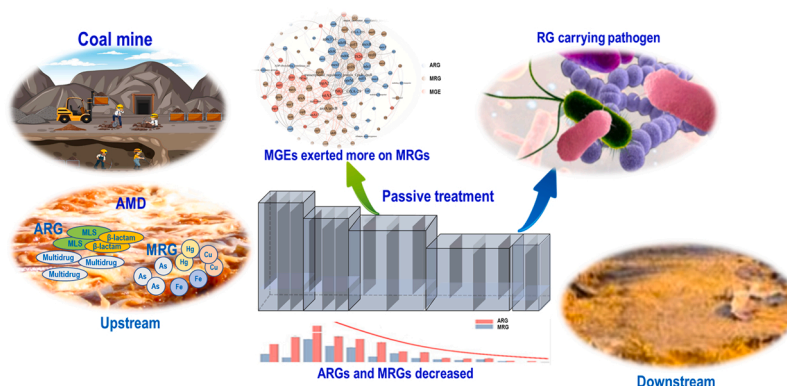 Coal mine
ARG
MRG
MGE
MGEs exerted more on MRGs
RG carrying pathogen
AMD
ARG
MLS
MLS
β-lactam
β-lactam
Multidrug
Multidrug
Multidrug
MRG
Hg
Hg
Cu
Cu
As
As
As
Fe
Fe
Upstream
Passive treatment
ARG
MRG
ARGs and MRGs decreased
Downstream